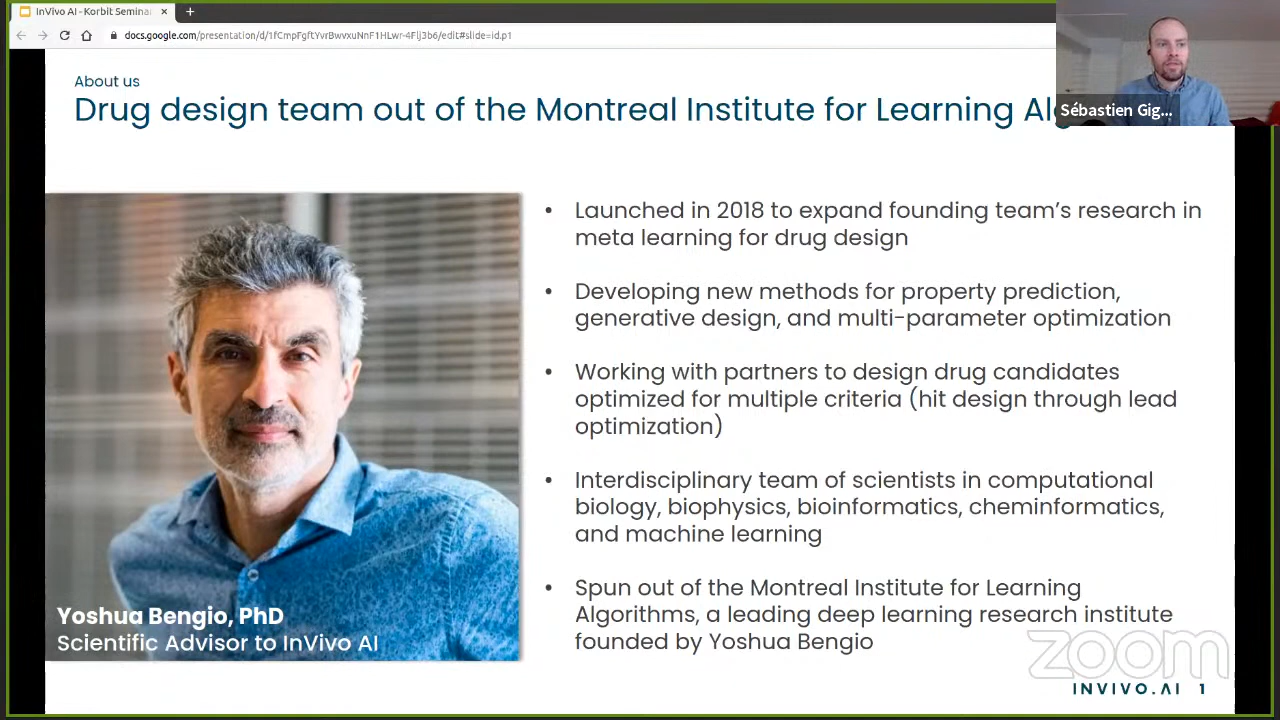 InVivo AI - Korbit Semina
docs.google.com/presentation/d/1fCmpFgftYvrBwvxuNnF1HLwr-4Flj3b6/edit#slide=id.p1
Sébastien Gig...
About us
Drug design team out of the Montreal Institute for Learning Alg
• Launched in 2018 to expand founding team's research in
meta learning for drug design
• Developing new methods for property prediction,
generative design, and multi-parameter optimization
• Working with partners to design drug candidates
optimized for multiple criteria (hit design through lead
optimization)
• Interdisciplinary team of scientists in computational
biology, biophysics, bioinformatics, cheminformatics,
and machine learning
• Spun out of the Montreal Institute for Learning
Algorithms, a leading deep learning research institute
founded by Yoshua Bengio
Yoshua Bengio, PhD
Scientific Advisor to InVivo AI
zoom
INVIVO.AI 1